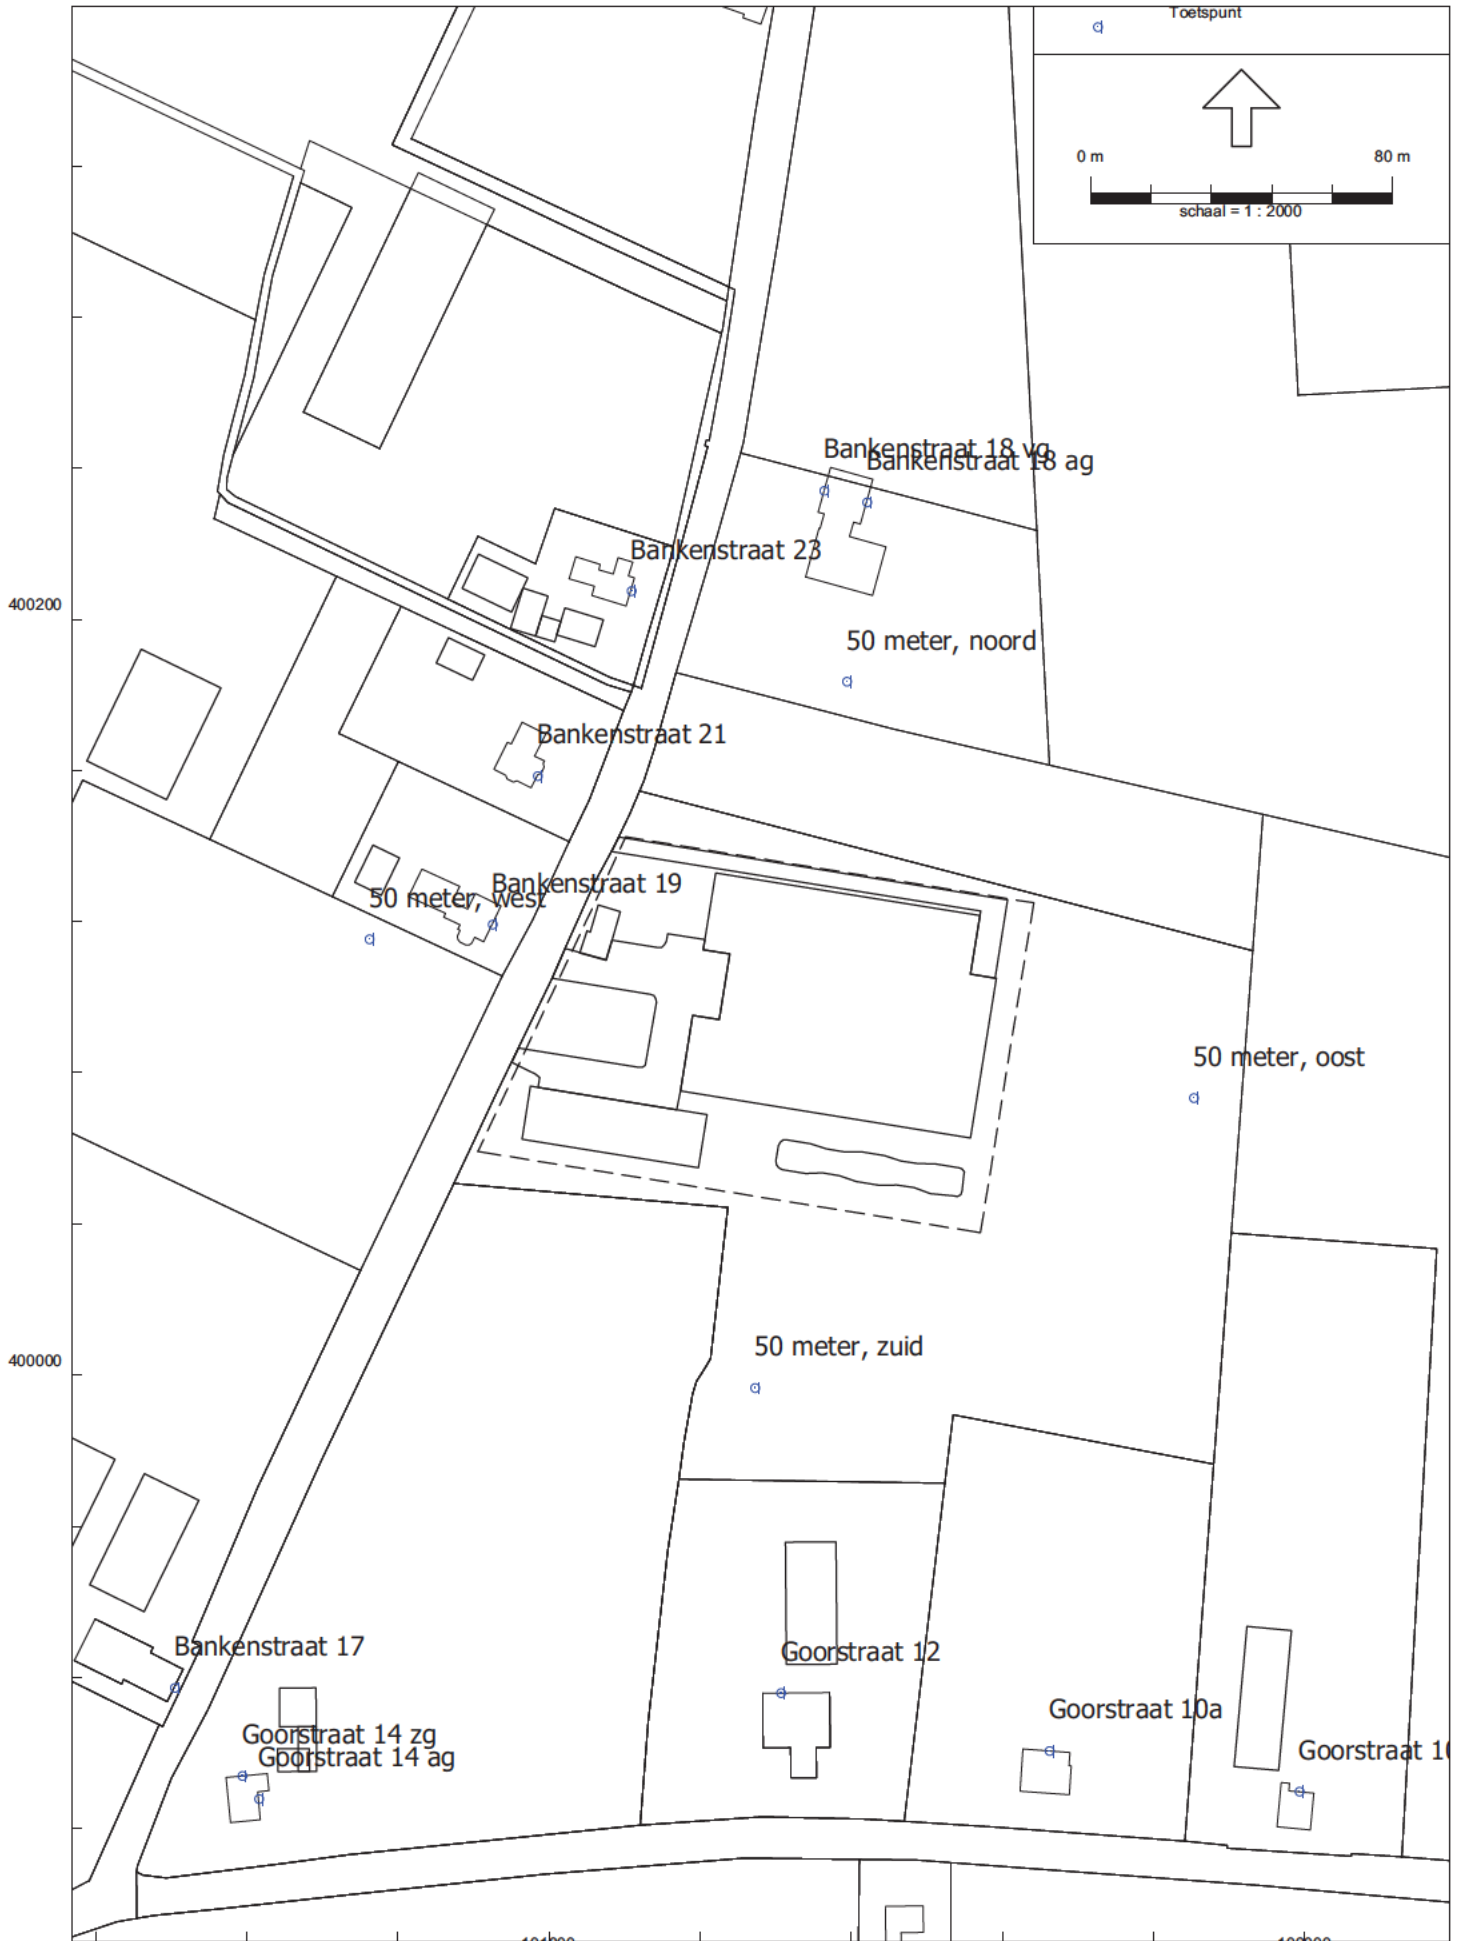 Toetspunt
0 m
80 m
schaal = 1 : 2000
Bankenstraat 18 vg
Bankenstraat 18 ag
Bankenstraat 23
400200
50 meter, noord
Bankenstraat 21
Bankenstraat 19
50 meter, west
50 meter, oost
50 meter, zuid
400000
Bankenstraat 17
Goorstraat 12
Goorstraat 10a
Goorstraat 14 zg
Goorstraat 10
Goorstraat 14 ag